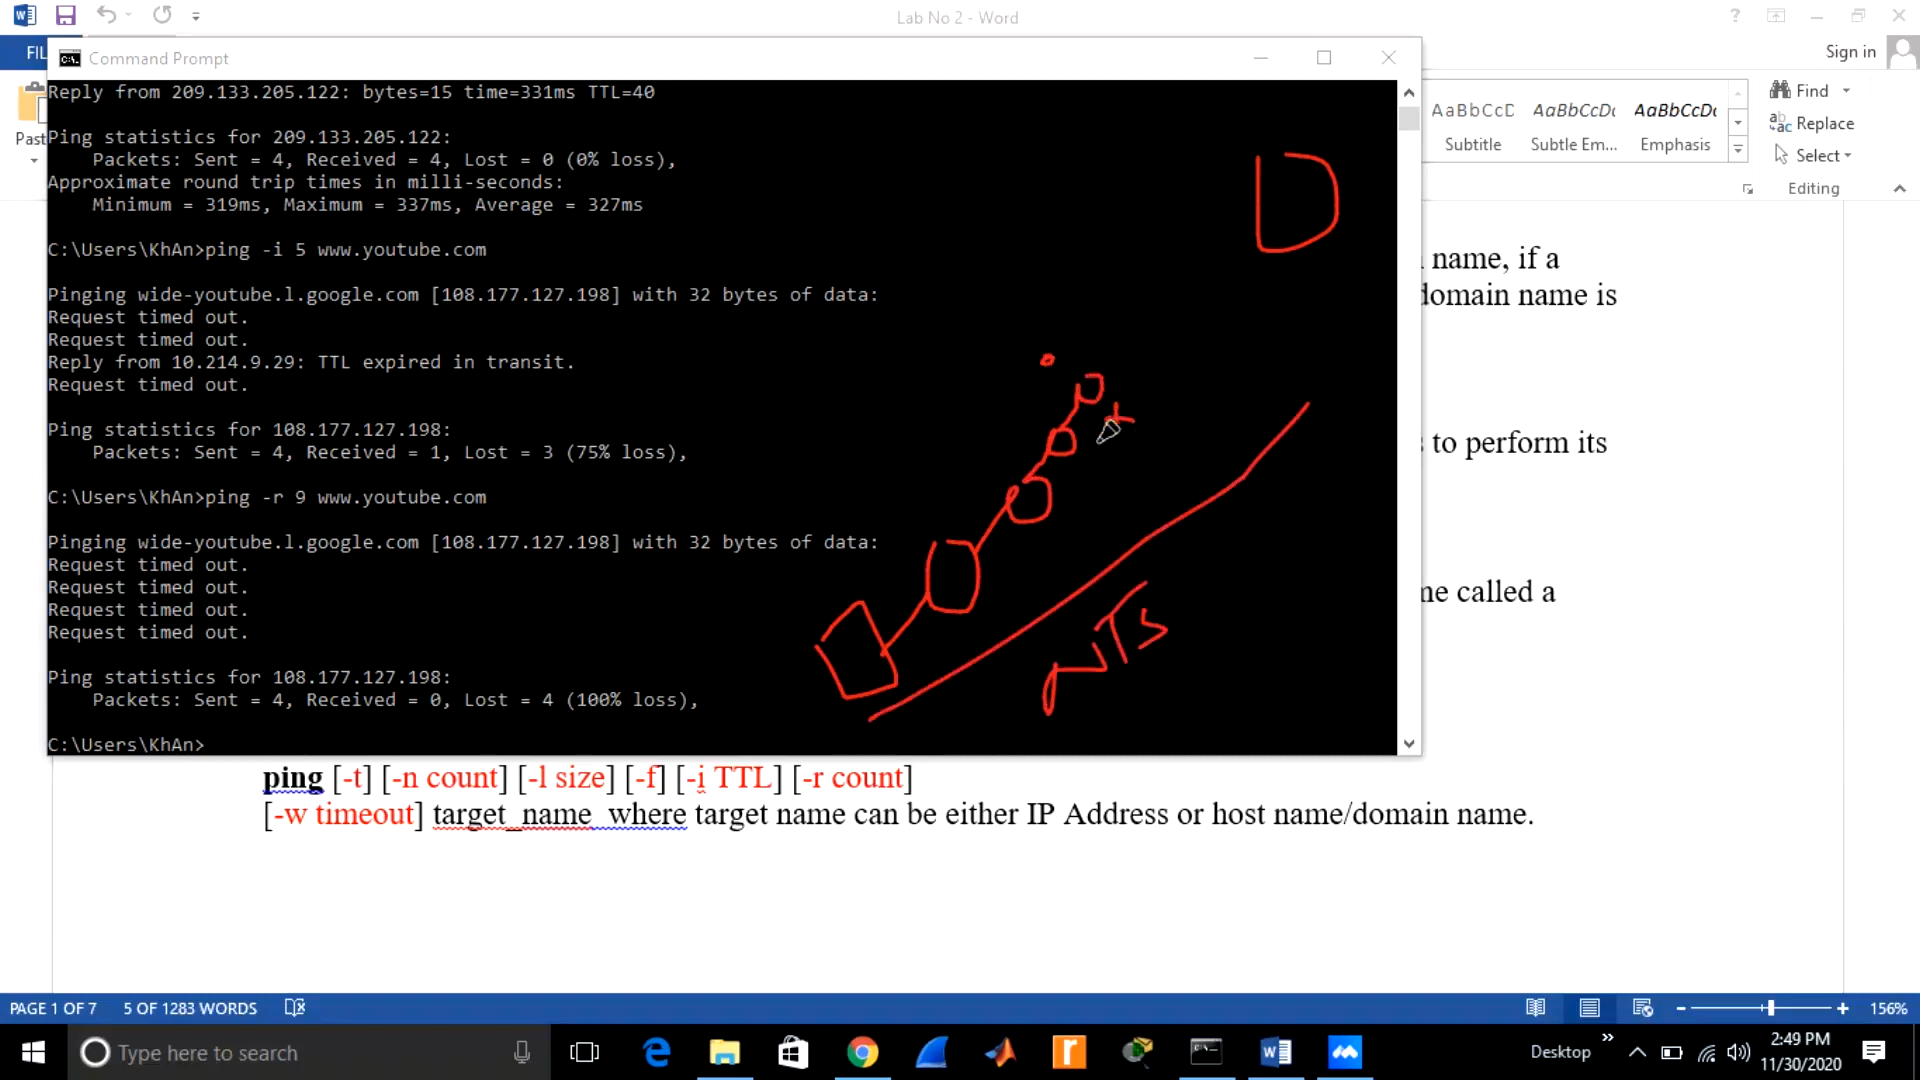 Lab No 2 - Word
FIL
Sign in
Command Prompt
Paste
Find
Replace
Select
Editing
AaBbCcD AaBbCcDc AaBbCcDc
Subtitle Subtle Em... Emphasis
Reply from 209.133.205.122: bytes=15 time=331ms TTL=40
Ping statistics for 209.133.205.122:
Packets: Sent = 4, Received = 4, Lost = 0 (0% loss),
Approximate round trip times in milli-seconds:
Minimum = 319ms, Maximum = 337ms, Average = 327ms
C:\Users\KhAn>ping -i 5 www.youtube.com
Pinging wide-youtube.l.google.com [108.177.127.198] with 32 bytes of data:
Request timed out.
Request timed out.
Reply from 10.214.9.29: TTL expired in transit.
Request timed out.
Ping statistics for 108.177.127.198:
Packets: Sent = 4, Received = 1, Lost = 3 (75% loss),
C:\Users\KhAn>ping -r 9 www.youtube.com
Pinging wide-youtube.l.google.com [108.177.127.198] with 32 bytes of data:
Request timed out.
Request timed out.
Request timed out.
Request timed out.
Ping statistics for 108.177.127.198:
Packets: Sent = 4, Received = 0, Lost = 4 (100% loss),
C:\Users\KhAn>
D
NTS
name, if a
domain name is
to perform its
me called a
ping [-t] [-n count] [-l size] [-f] [-i TTL] [-r count]
[-w timeout] target_name where target name can be either IP Address or host name/domain name.
PAGE 1 OF 7 5 OF 1283 WORDS
156%
Type here to search
Desktop
2:49 PM
11/30/2020